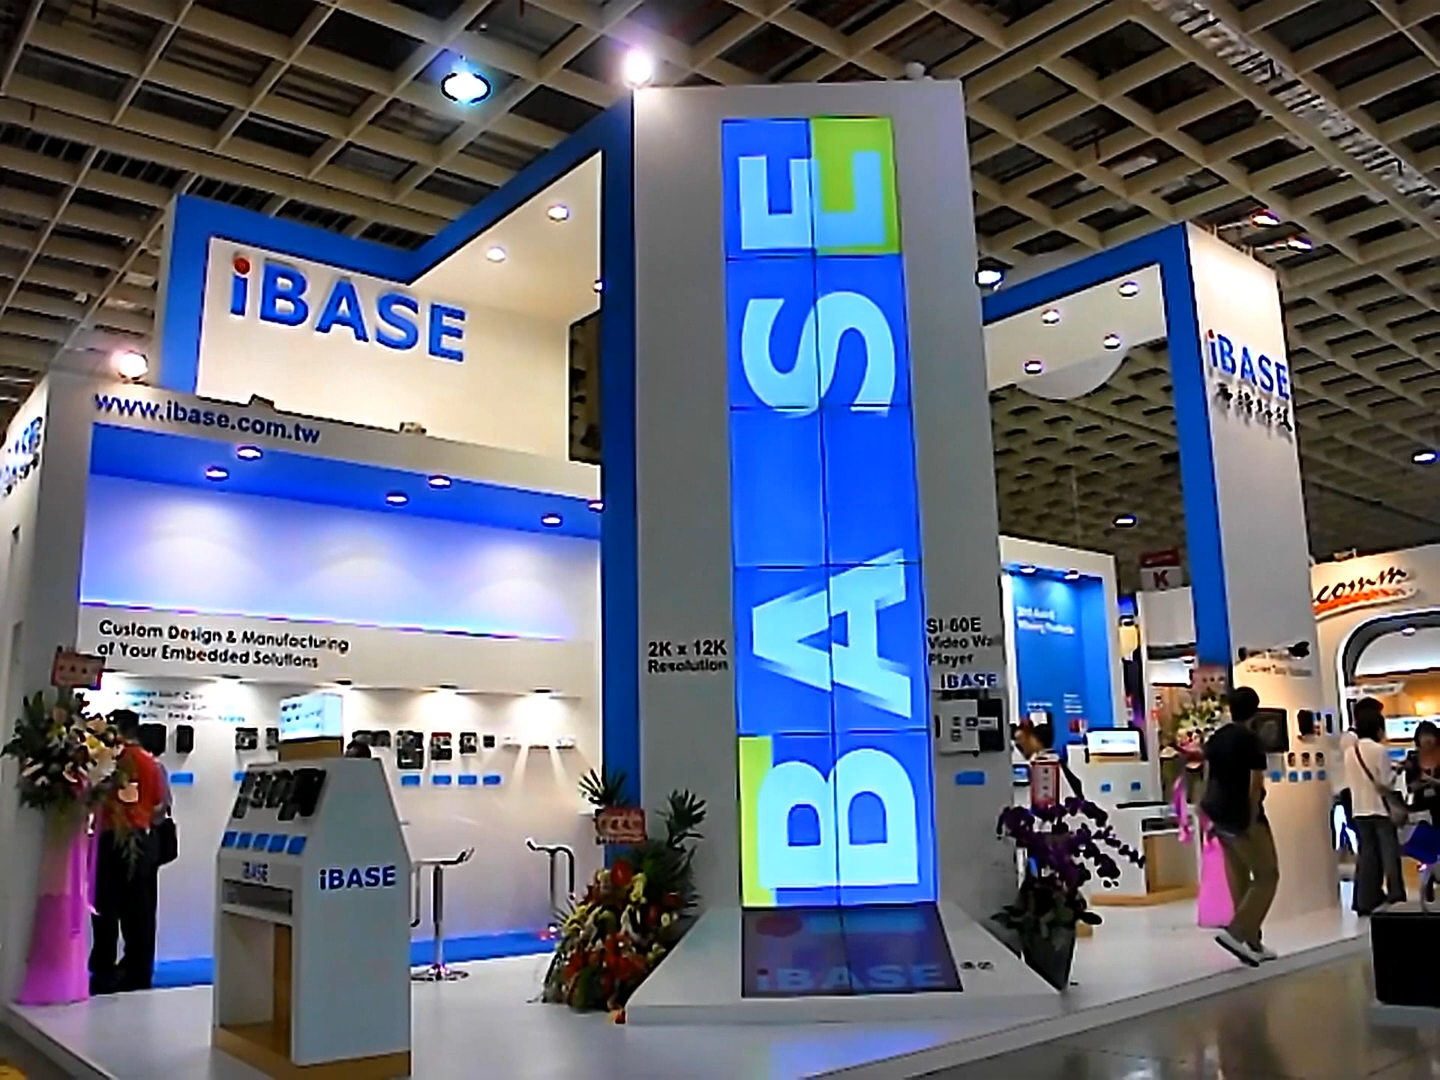 iBASE
www.ibase.com.tw
Custom Design & Manufacturing
of Your Embedded Solutions
iBASE
iBASE
BASE
iBASE
2K x 12K
Resolution
SI-60E
Video Wall
Player
iBASE
iBASE
K
comm